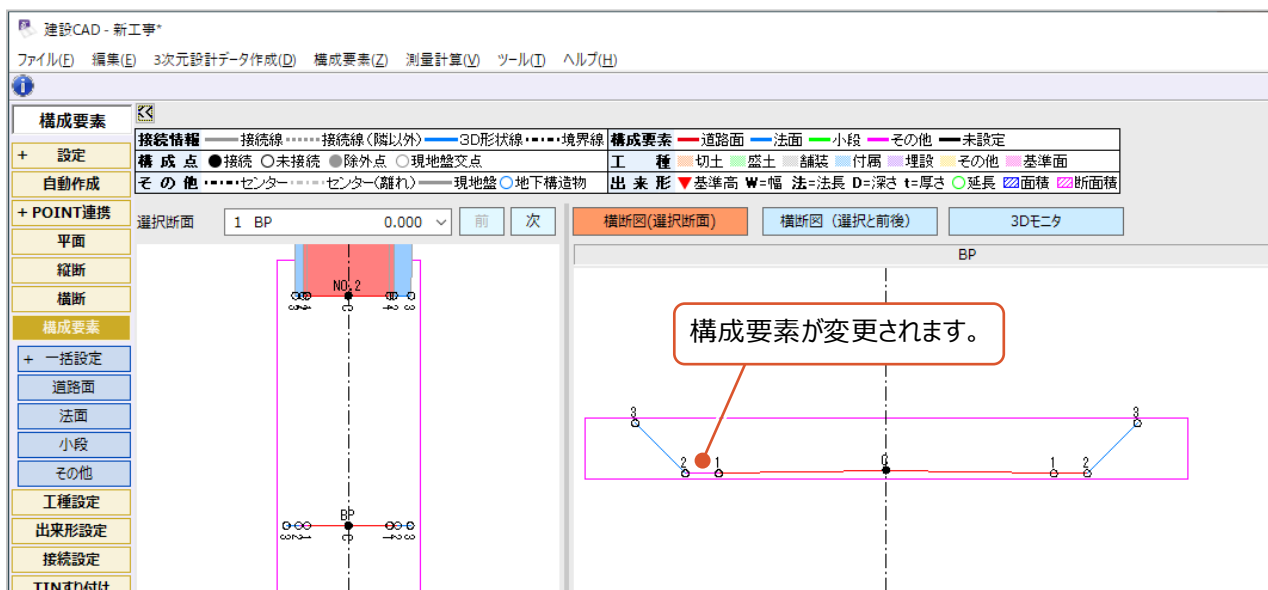 建設CAD - 新工事*
ファイル(F) 編集(E) 3次元設計データ作成(D) 構成要素(Z) 測量計算(V) ツール(T) ヘルプ(H)
構成要素
+ 設定
自動作成
+ POINT連携
平面
縦断
横断
構成要素
+ 一括設定
道路面
法面
小段
その他
工種設定
出来形設定
接続設定
TINすり付け
接続情報 接続線 接続線(隣以外) 3D形状線 境界線 構成要素 道路面 法面 小段 その他 未設定
構成点 ●接続 ○未接続 ●除外点 ○現地盤交点 工種 切土 盛土 舗装 付属 埋設 その他 基準面
その他 センター センター(離れ) 現地盤 ○地下構造物 出来形 ▼基準高 W=幅 法=法長 D=深さ t=厚さ ○延長 面積 断面積
選択断面 1 BP 0.000 前 次
横断図(選択断面) 横断図(選択と前後) 3Dモニタ
BP
NO.2
3 2 1 C 1 2 3
BP
3 2 1 C 1 2 3
構成要素が変更されます。
3 3
2 1 C 1 2